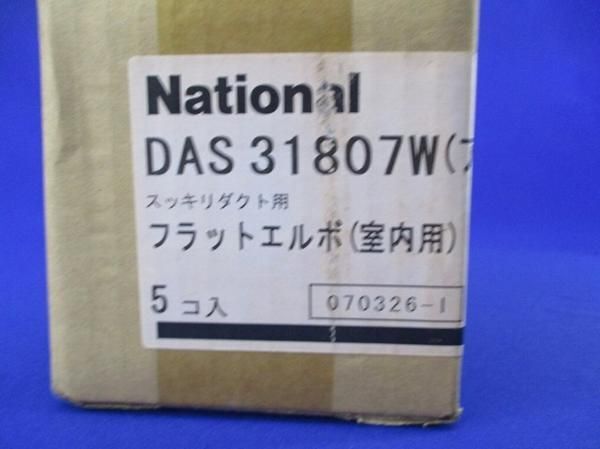 National
DAS 31807W(
スッキリダクト用
フラットエルボ(室内用)
5 コ入
070326-1